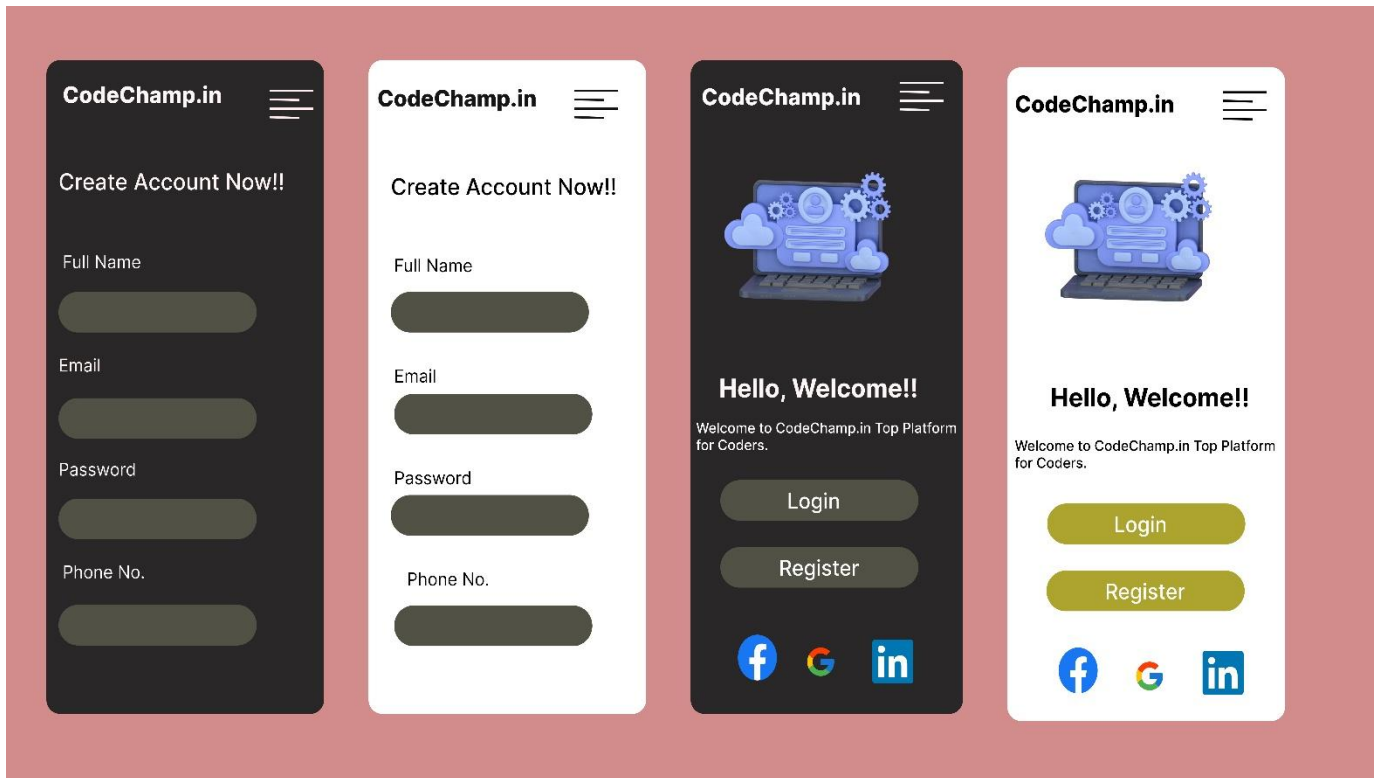 CodeChamp.in
Create Account Now!!
Full Name
Email
Password
Phone No.
CodeChamp.in
Create Account Now!!
Full Name
Email
Password
Phone No.
CodeChamp.in
Hello, Welcome!!
Welcome to CodeChamp.in Top Platform
for Coders.
Login
Register
f
G
in
CodeChamp.in
Hello, Welcome!!
Welcome to CodeChamp.in Top Platform
for Coders.
Login
Register
f
G
in